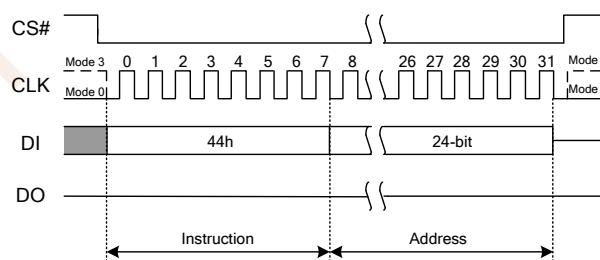 CS#
Mode 3 0 1 2 3 4 5 6 7 8 26 27 28 29 30 31 Mode
CLK
Mode 0 Mode
DI 44h 24-bit
DO
Instruction Address